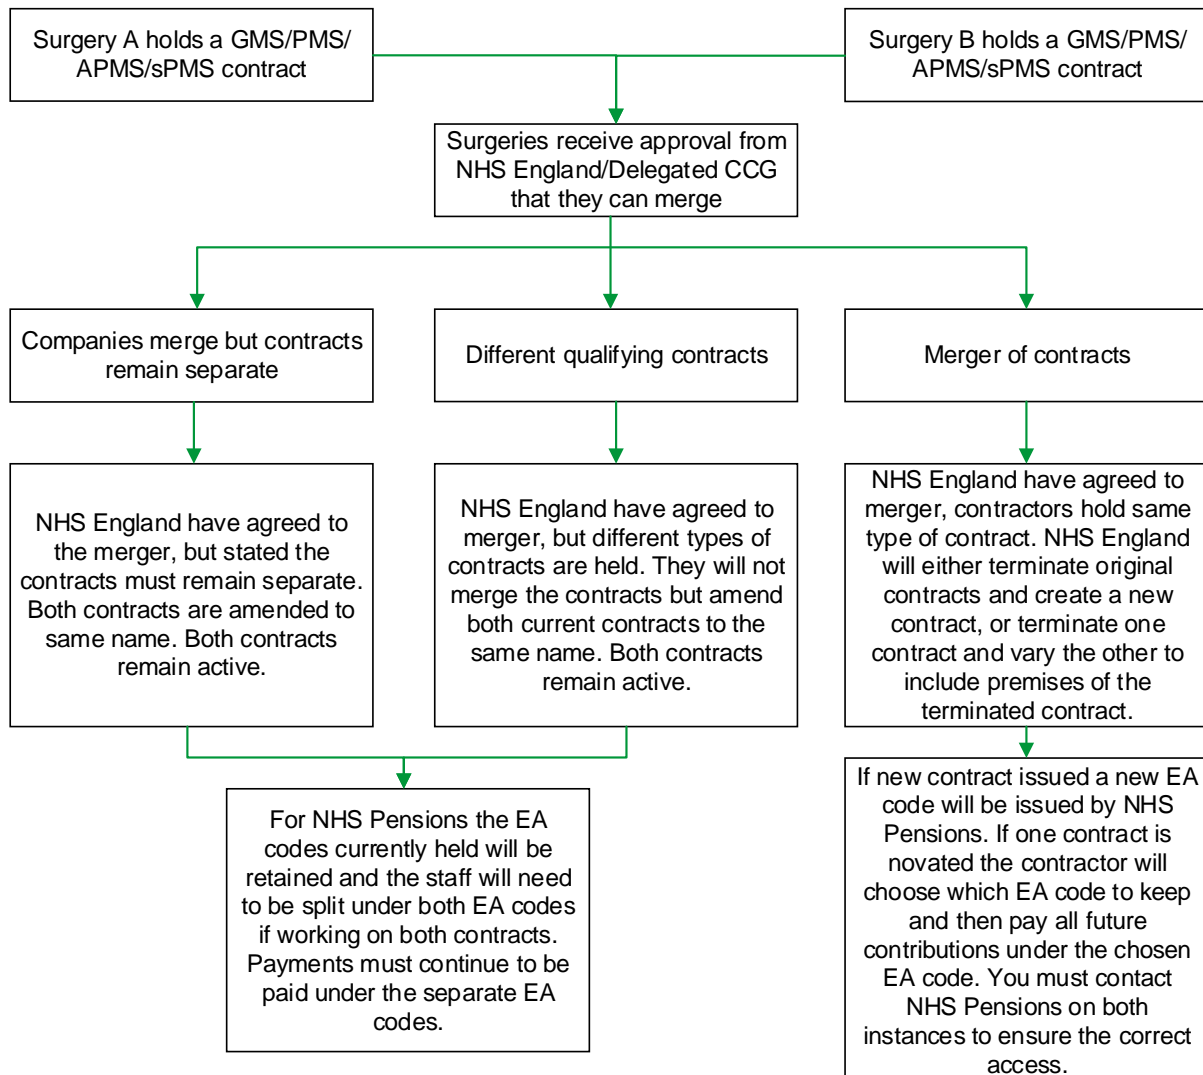 Surgery A holds a GMS/PMS/
APMS/sPMS contract
Surgery B holds a GMS/PMS/
APMS/sPMS contract
Surgeries receive approval from
NHS England/Delegated CCG
that they can merge
Companies merge but contracts
remain separate
Different qualifying contracts
Merger of contracts
NHS England have agreed to
the merger, but stated the
contracts must remain separate.
Both contracts are amended to
same name. Both contracts
remain active.
NHS England have agreed to
merger, but different types of
contracts are held. They will not
merge the contracts but amend
both current contracts to the
same name. Both contracts
remain active.
NHS England have agreed to
merger, contractors hold same
type of contract. NHS England
will either terminate original
contracts and create a new
contract, or terminate one
contract and vary the other to
include premises of the
terminated contract.
For NHS Pensions the EA
codes currently held will be
retained and the staff will need
to be split under both EA codes
if working on both contracts.
Payments must continue to be
paid under the separate EA
codes.
If new contract issued a new EA
code will be issued by NHS
Pensions. If one contract is
novated the contractor will
choose which EA code to keep
and then pay all future
contributions under the chosen
EA code. You must contact
NHS Pensions on both
instances to ensure the correct
access.